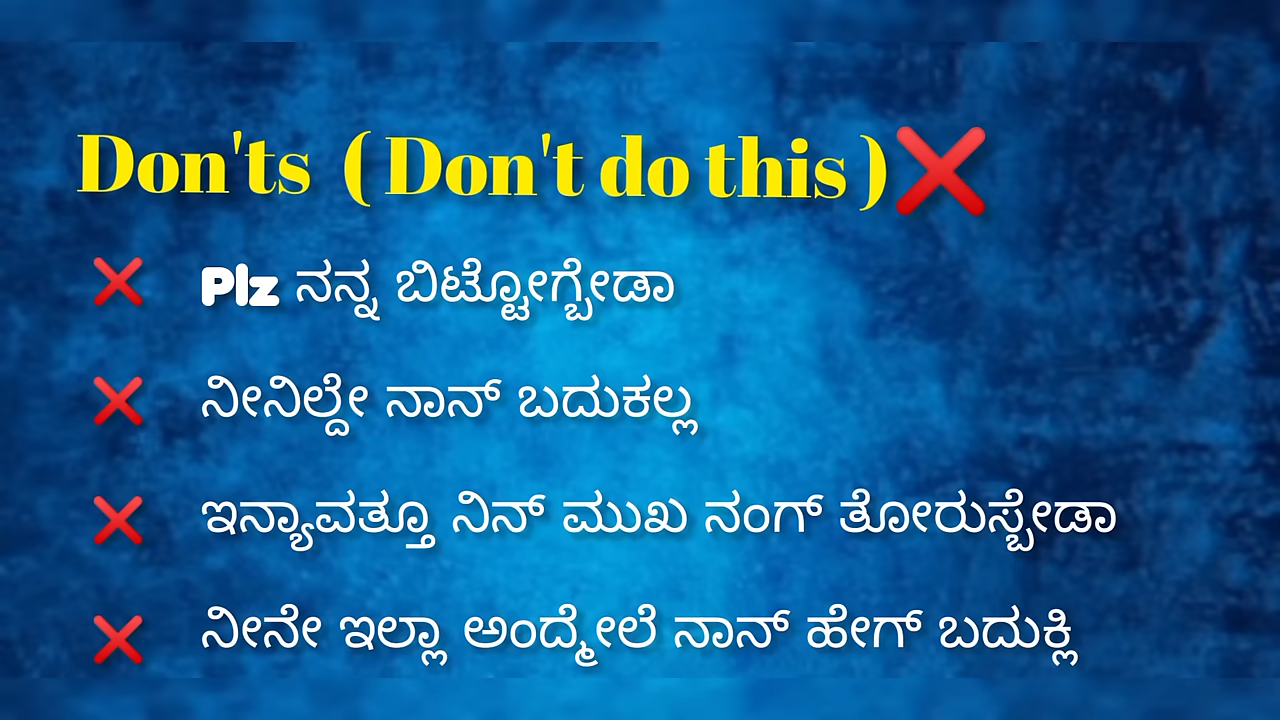 Don'ts ( Don't do this )❌
❌ Plz ನನ್ನ ಬಿಟ್ಟೋಗ್ಬೇಡಾ
❌ ನೀನಿಲ್ದೇ ನಾನ್ ಬದುಕಲ್ಲ
❌ ಇನ್ಯಾವತ್ತೂ ನಿನ್ ಮುಖ ನಂಗ್ ತೋರುಸ್ಬೇಡಾ
❌ ನೀನೇ ಇಲ್ಲಾ ಅಂದ್ಮೇಲೆ ನಾನ್ ಹೇಗ್ ಬದುಕ್ಲಿ